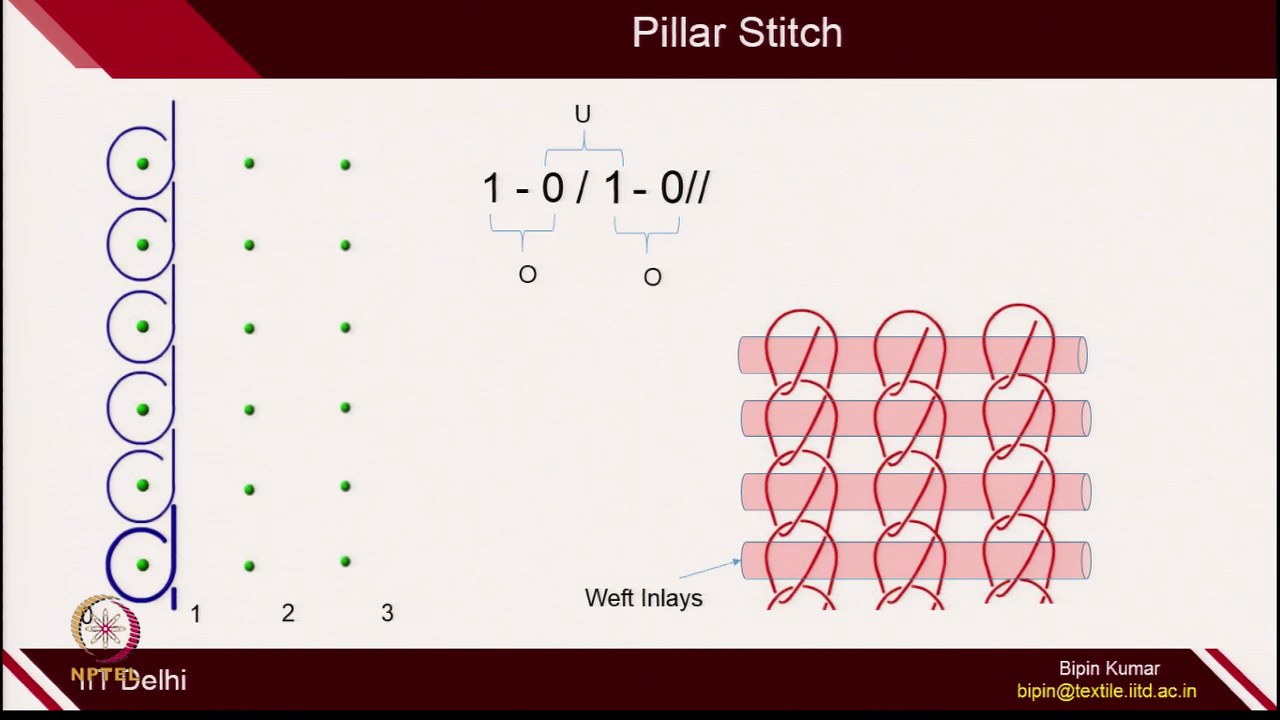 Pillar Stitch
U
1 - 0 / 1 - 0//
O O
Weft Inlays
0 1 2 3
NPTEL
IIT Delhi
Bipin Kumar
bipin@textile.iitd.ac.in